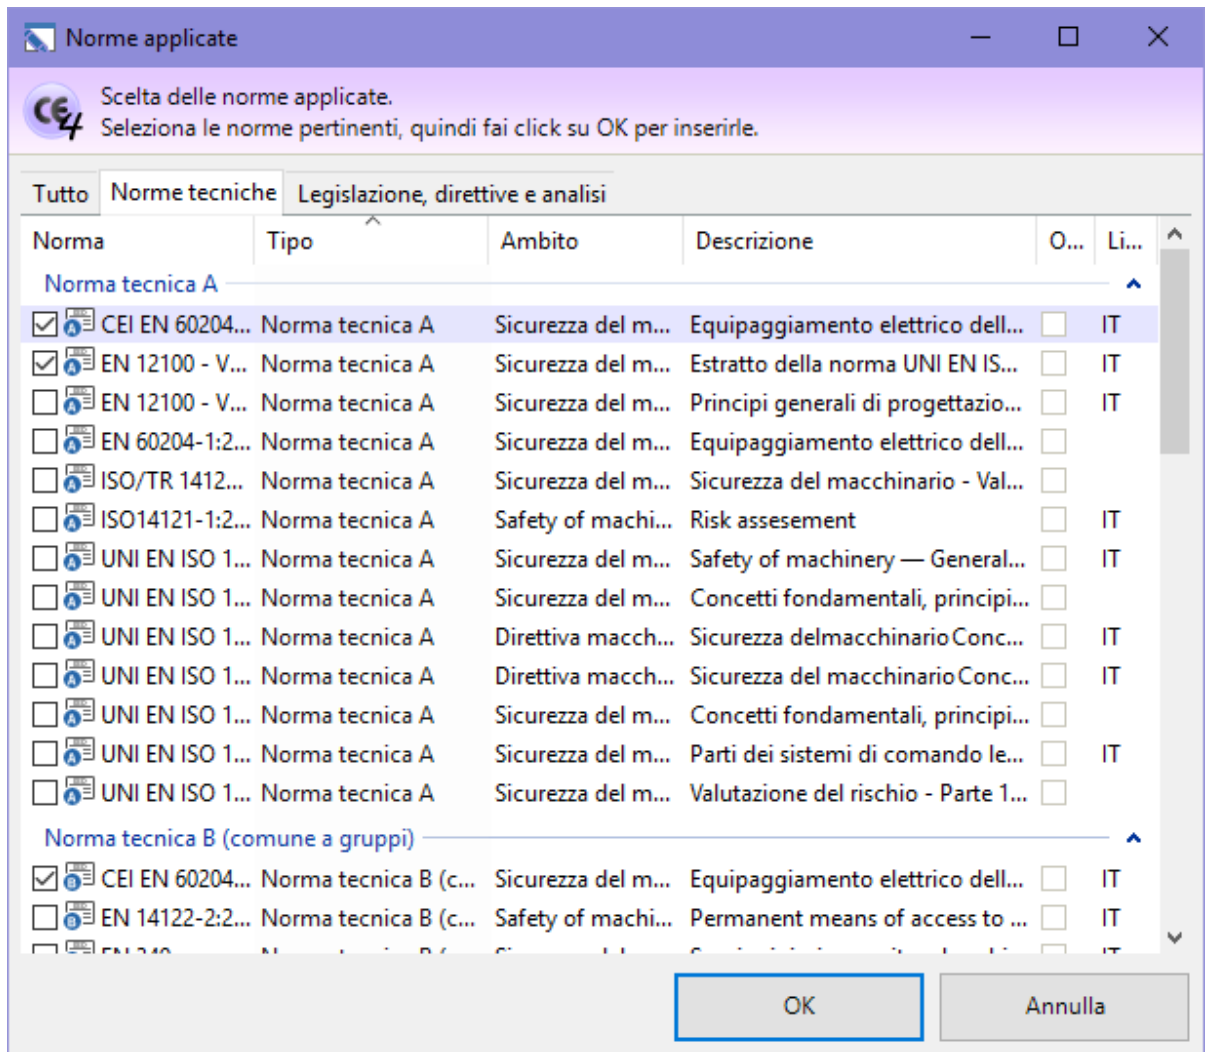 Norme applicate
CE4
Scelta delle norme applicate.
Seleziona le norme pertinenti, quindi fai click su OK per inserirle.
Tutto Norme tecniche Legislazione, direttive e analisi
Norma Tipo Ambito Descrizione O... Li...
Norma tecnica A
CEI EN 60204... Norma tecnica A Sicurezza del m... Equipaggiamento elettrico dell... IT
EN 12100 - V... Norma tecnica A Sicurezza del m... Estratto della norma UNI EN IS... IT
EN 12100 - V... Norma tecnica A Sicurezza del m... Principi generali di progettazio... IT
EN 60204-1:2... Norma tecnica A Sicurezza del m... Equipaggiamento elettrico dell...
ISO/TR 1412... Norma tecnica A Sicurezza del m... Sicurezza del macchinario - Val...
ISO14121-1:2... Norma tecnica A Safety of machi... Risk assesement IT
UNI EN ISO 1... Norma tecnica A Sicurezza del m... Safety of machinery — General... IT
UNI EN ISO 1... Norma tecnica A Sicurezza del m... Concetti fondamentali, principi...
UNI EN ISO 1... Norma tecnica A Direttiva macch... Sicurezza delmacchinario Conc... IT
UNI EN ISO 1... Norma tecnica A Direttiva macch... Sicurezza del macchinario Conc... IT
UNI EN ISO 1... Norma tecnica A Sicurezza del m... Concetti fondamentali, principi...
UNI EN ISO 1... Norma tecnica A Sicurezza del m... Parti dei sistemi di comando le... IT
UNI EN ISO 1... Norma tecnica A Sicurezza del m... Valutazione del rischio - Parte 1...
Norma tecnica B (comune a gruppi)
CEI EN 60204... Norma tecnica B (c... Sicurezza del m... Equipaggiamento elettrico dell... IT
EN 14122-2:2... Norma tecnica B (c... Safety of machi... Permanent means of access to ... IT
OK Annulla